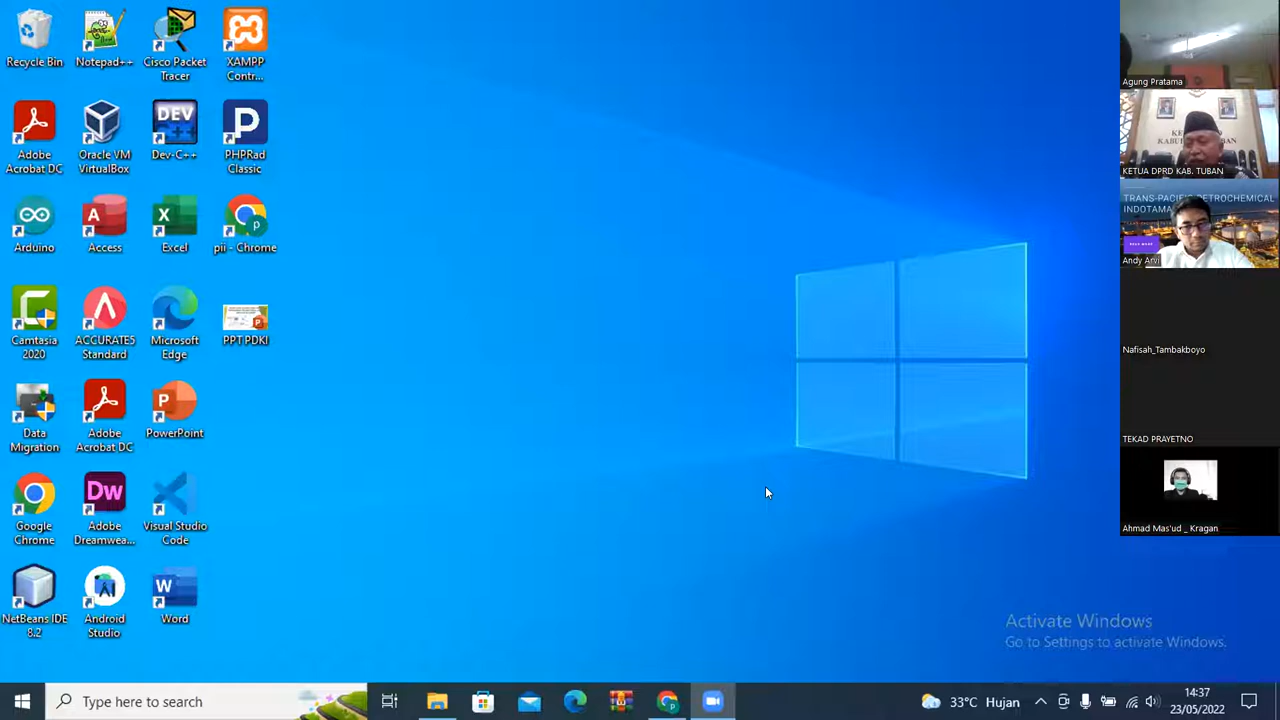 Recycle Bin
Notepad++
Cisco Packet
Tracer
XAMPP
Contr...
Adobe
Acrobat DC
Oracle VM
VirtualBox
DEV
Dev-C++
P
PHPRad
Classic
Arduino
A
Access
X
Excel
p
pii - Chrome
Camtasia
2020
ACCURATE5
Standard
Microsoft
Edge
PPT PDKI
Data
Migration
Adobe
Acrobat DC
P
PowerPoint
Google
Chrome
Dw
Adobe
Dreamwea...
Visual Studio
Code
NetBeans IDE
8.2
Android
Studio
W
Word
Agung Pratama
KETUA DPRD KAB. TUBAN
TRANS-PACIFIC PETROCHEMICAL
INDOTAMA
READ MORE
Andy Arvi
Nafisah_Tambakboyo
TEKAD PRAYETNO
Ahmad Mas'ud _ Kragan
Activate Windows
Go to Settings to activate Windows.
Type here to search
33°C Hujan
14:37
23/05/2022